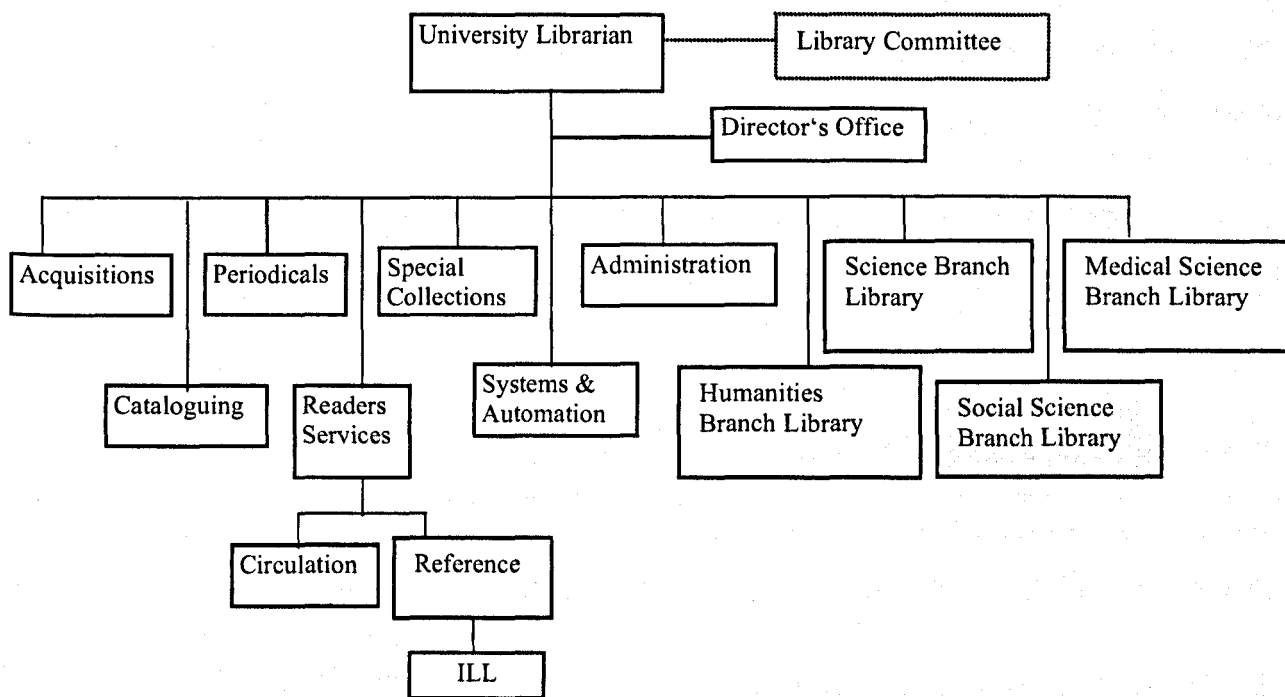 University Librarian
Library Committee
Director‘s Office
Acquisitions
Periodicals
Special
Collections
Administration
Science Branch
Library
Medical Science
Branch Library
Cataloguing
Readers
Services
Systems &
Automation
Humanities
Branch Library
Social Science
Branch Library
Circulation
Reference
ILL